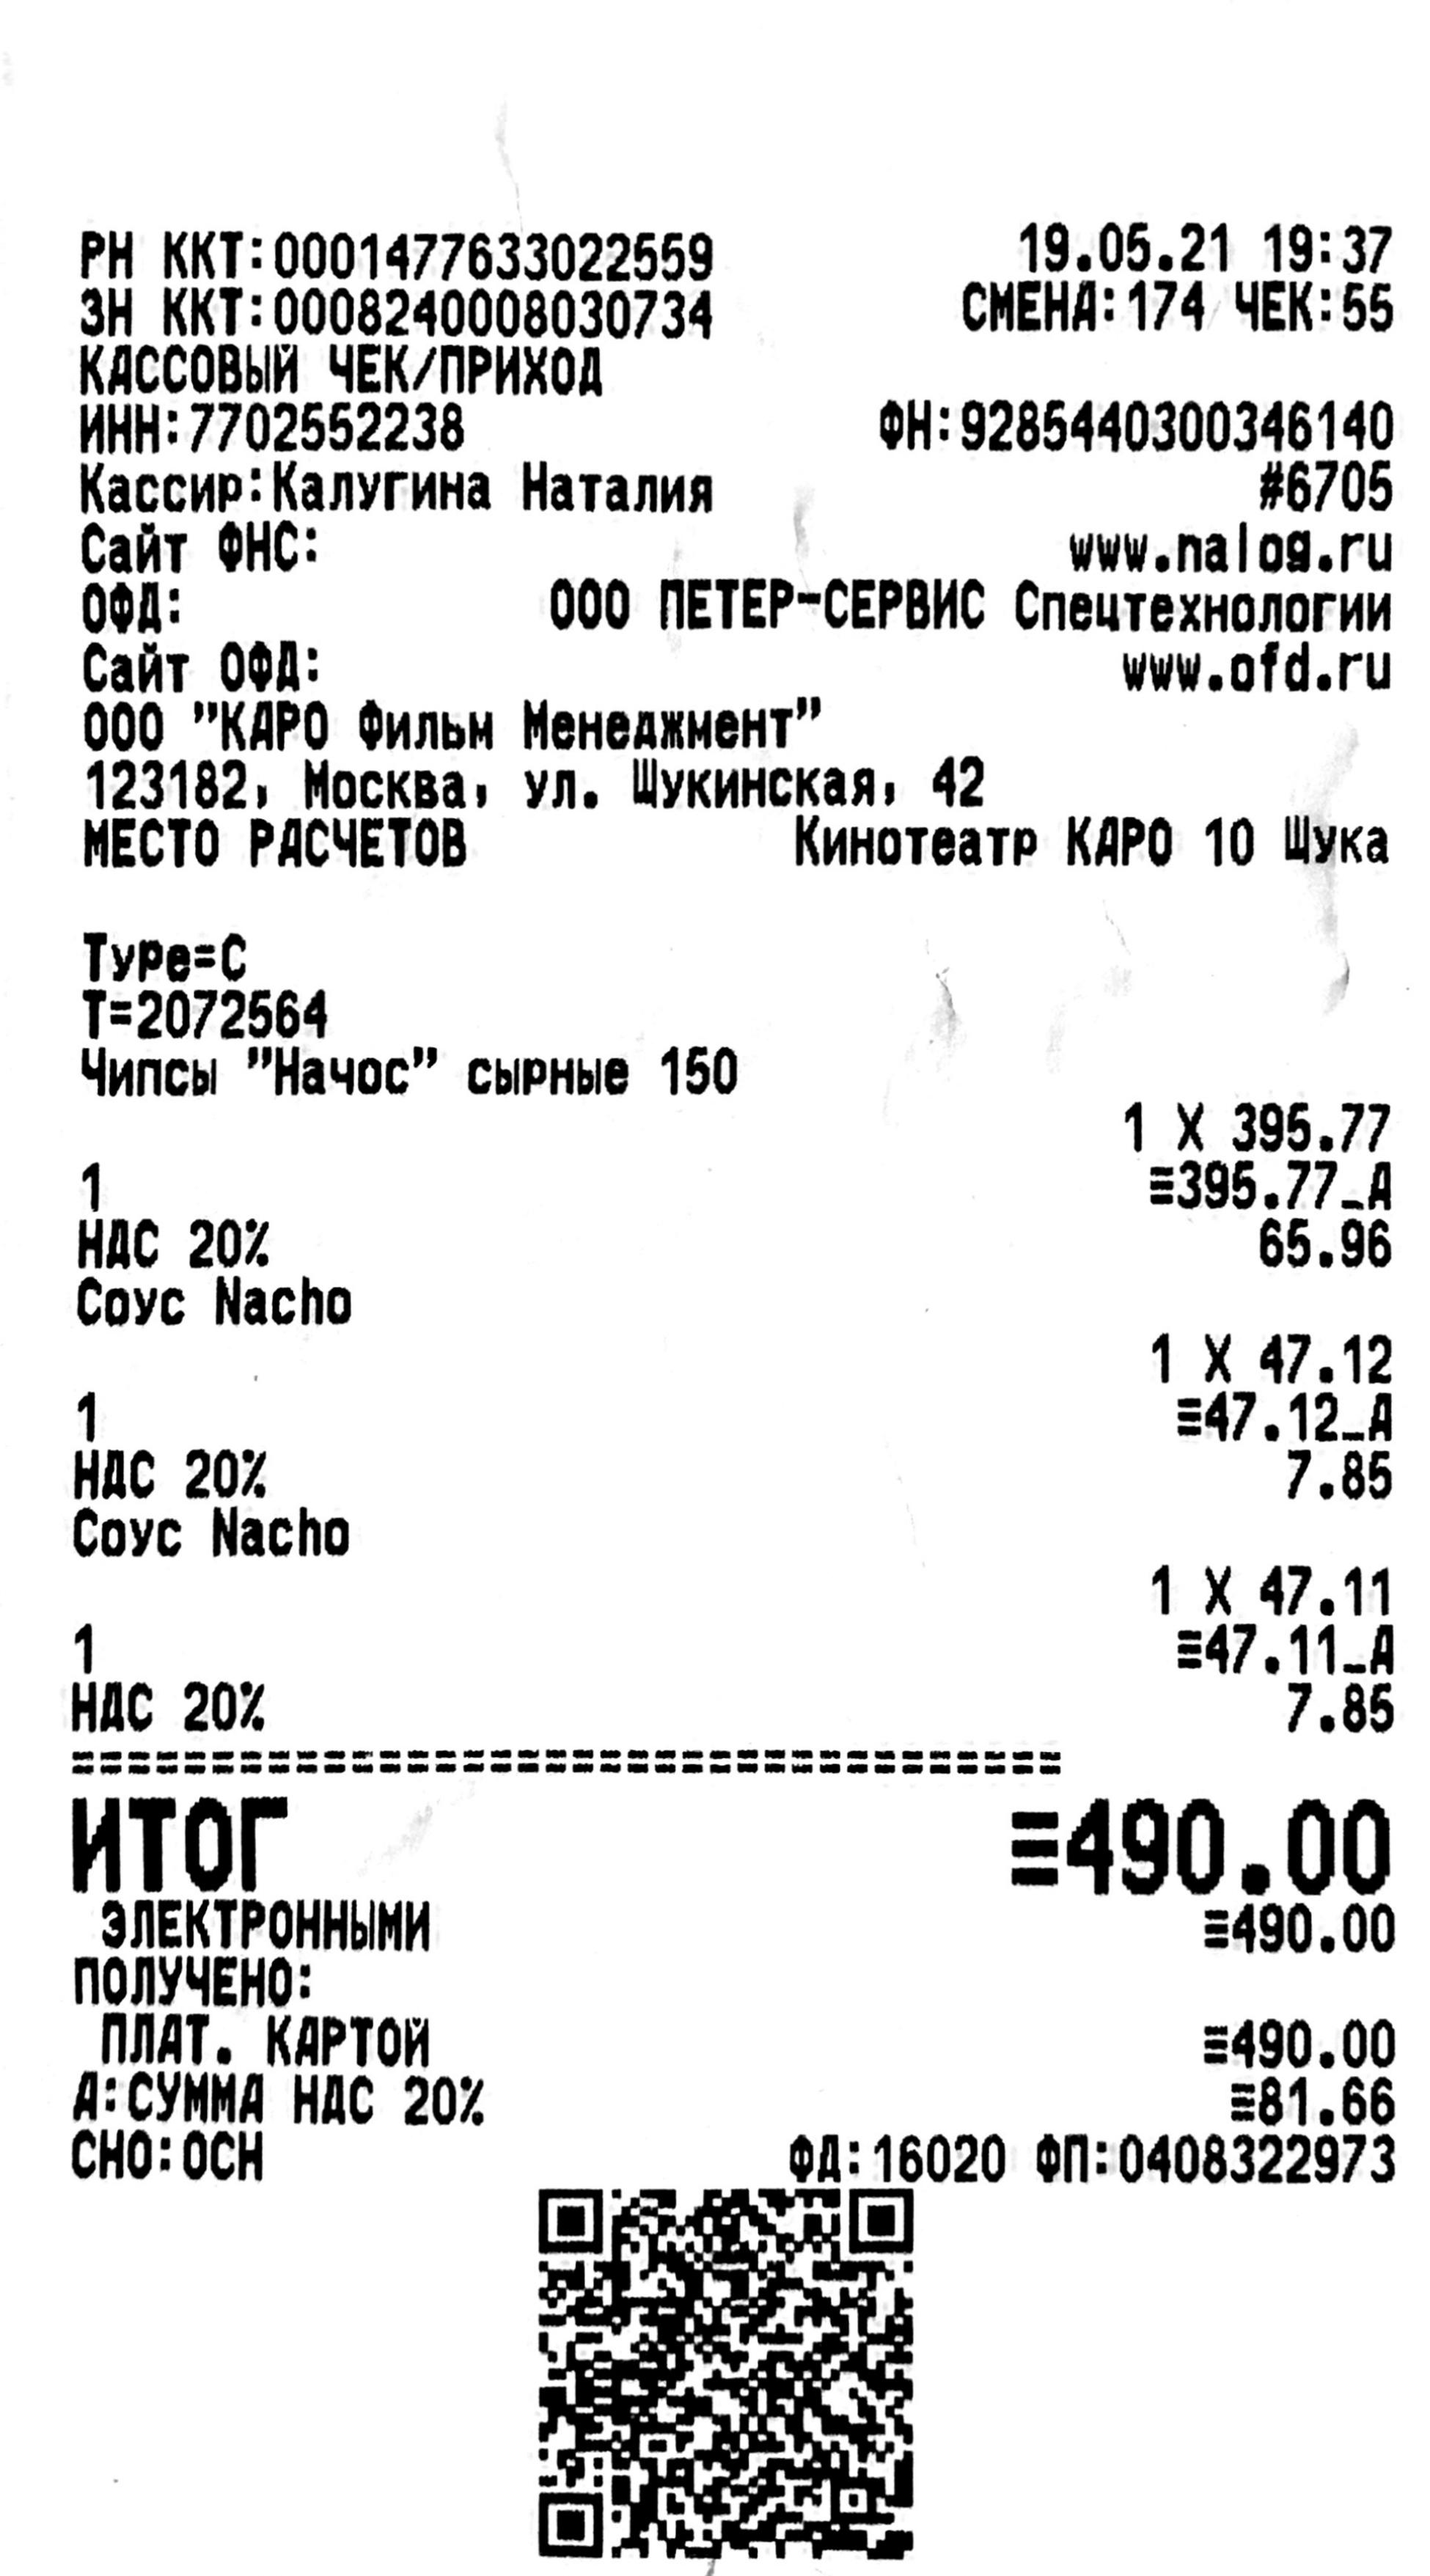 РН ККТ:0001477633022559 19.05.21 19:37
ЗН ККТ:0008240008030734 СМЕНА:174 ЧЕК:55
КАССОВЫЙ ЧЕК/ПРИХОД
ИНН:7702552238 ФН:9285440300346140
Кассир:Калугина Наталия #6705
Сайт ФНС: www.nalog.ru
ОФД: ООО ПЕТЕР-СЕРВИС Спецтехнологии
Сайт ОФД: www.ofd.ru
ООО "КАРО Фильм Менеджмент"
123182, Москва, ул. Щукинская, 42
МЕСТО РАСЧЕТОВ Кинотеатр КАРО 10 Щука
Type=C
T=2072564
Чипсы "Начос" сырные 150
1 X 395.77
1 ≡395.77_А
НДС 20% 65.96
Соус Nacho
1 X 47.12
1 ≡47.12_А
НДС 20% 7.85
Соус Nacho
1 X 47.11
1 ≡47.11_А
НДС 20% 7.85
====================================
ИТОГ ≡490.00
ЭЛЕКТРОННЫМИ ≡490.00
ПОЛУЧЕНО:
ПЛАТ. КАРТОЙ ≡490.00
А:СУММА НДС 20% ≡81.66
СНО:ОСН ФД:16020 ФП:0408322973